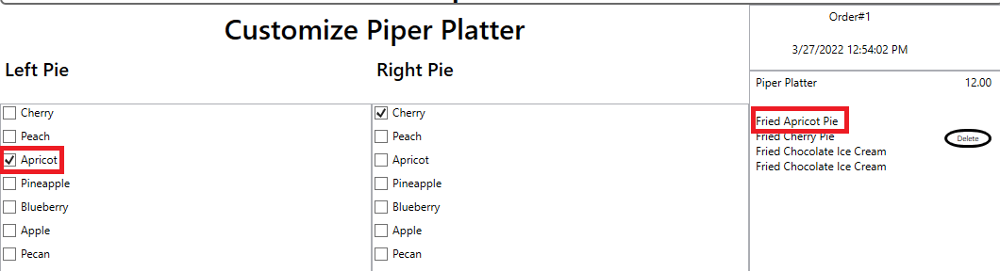 Customize Piper Platter
Left Pie
Cherry
Peach
Apricot
Pineapple
Blueberry
Apple
Pecan
Right Pie
Cherry
Peach
Apricot
Pineapple
Blueberry
Apple
Pecan
Order#1
3/27/2022 12:54:02 PM
Piper Platter 12.00
Fried Apricot Pie
Fried Cherry Pie
Delete
Fried Chocolate Ice Cream
Fried Chocolate Ice Cream